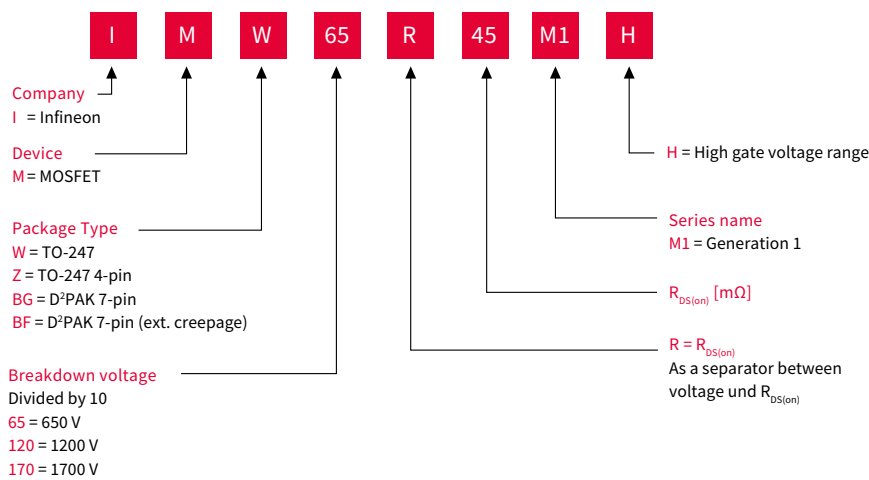 I M W 65 R 45 M1 H
Company
I = Infineon
Device
M = MOSFET
Package Type
W = TO-247
Z = TO-247 4-pin
BG = D²PAK 7-pin
BF = D²PAK 7-pin (ext. creepage)
Breakdown voltage
Divided by 10
65 = 650 V
120 = 1200 V
170 = 1700 V
H = High gate voltage range
Series name
M1 = Generation 1
RDS(on) [mΩ]
R = RDS(on)
As a separator between
voltage und RDS(on)